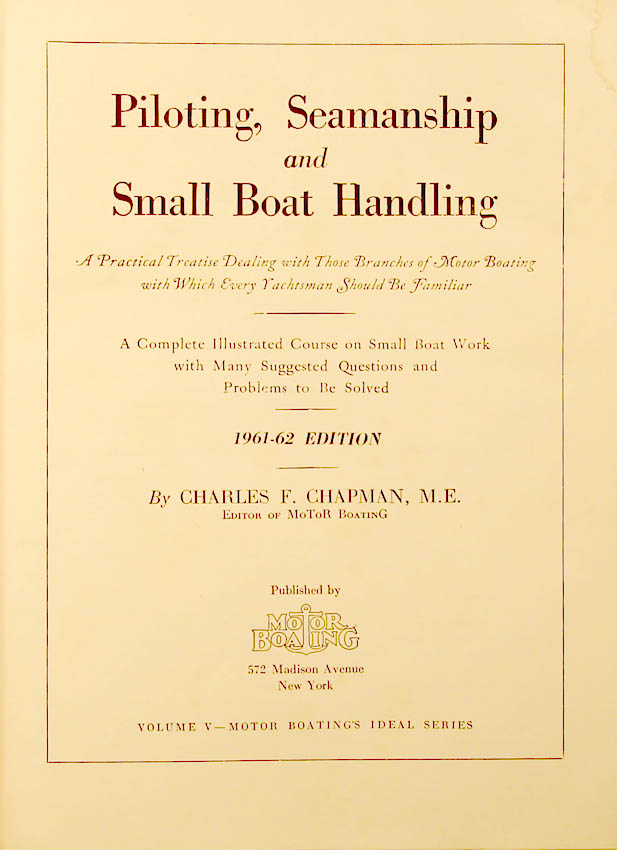 Piloting, Seamanship
and
Small Boat Handling
A Practical Treatise Dealing with Those Branches of Motor Boating
with Which Every Yachtsman Should Be Familiar
A Complete Illustrated Course on Small Boat Work
with Many Suggested Questions and
Problems to Be Solved
1961-62 EDITION
By CHARLES F. CHAPMAN, M.E.
EDITOR OF MoToR BOATINGG
Published by
MOTOR
BOATING
572 Madison Avenue
New York
VOLUME V—MOTOR BOATING'S IDEAL SERIES